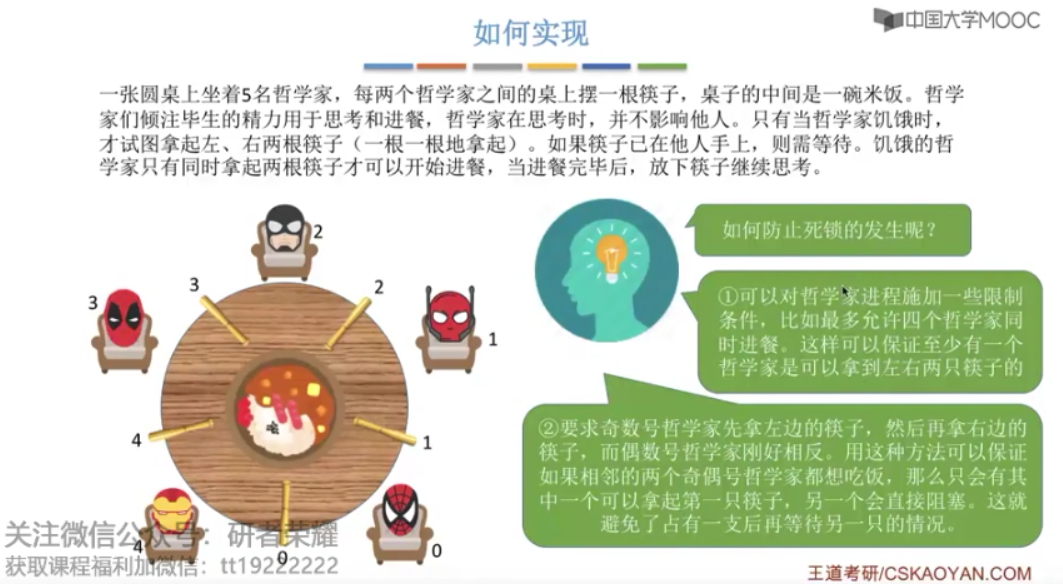 中国大学MOOC
如何实现
一张圆桌上坐着5名哲学家，每两个哲学家之间的桌上摆一根筷子，桌子的中间是一碗米饭。哲学
家们倾注毕生的精力用于思考和进餐，哲学家在思考时，并不影响他人。只有当哲学家饥饿时，
才试图拿起左、右两根筷子（一根一根地拿起）。如果筷子已在他人手上，则需等待。饥饿的哲
学家只有同时拿起两根筷子才可以开始进餐，当进餐完毕后，放下筷子继续思考。
2
3
2
3
1
4
1
4
0
0
如何防止死锁的发生呢？
①可以对哲学家进程施加一些限制
条件，比如最多允许四个哲学家同
时进餐。这样可以保证至少有一个
哲学家是可以拿到左右两只筷子的
②要求奇数号哲学家先拿左边的筷子，然后再拿右边的
筷子，而偶数号哲学家刚好相反。用这种方法可以保证
如果相邻的两个奇偶号哲学家都想吃饭，那么只会有其
中一个可以拿起第一只筷子，另一个会直接阻塞。这就
避免了占有一支后再等待另一只的情况。
关注微信公众号：研者荣耀
获取课程福利加微信：tt19222222
王道考研/CSKAOYAN.COM